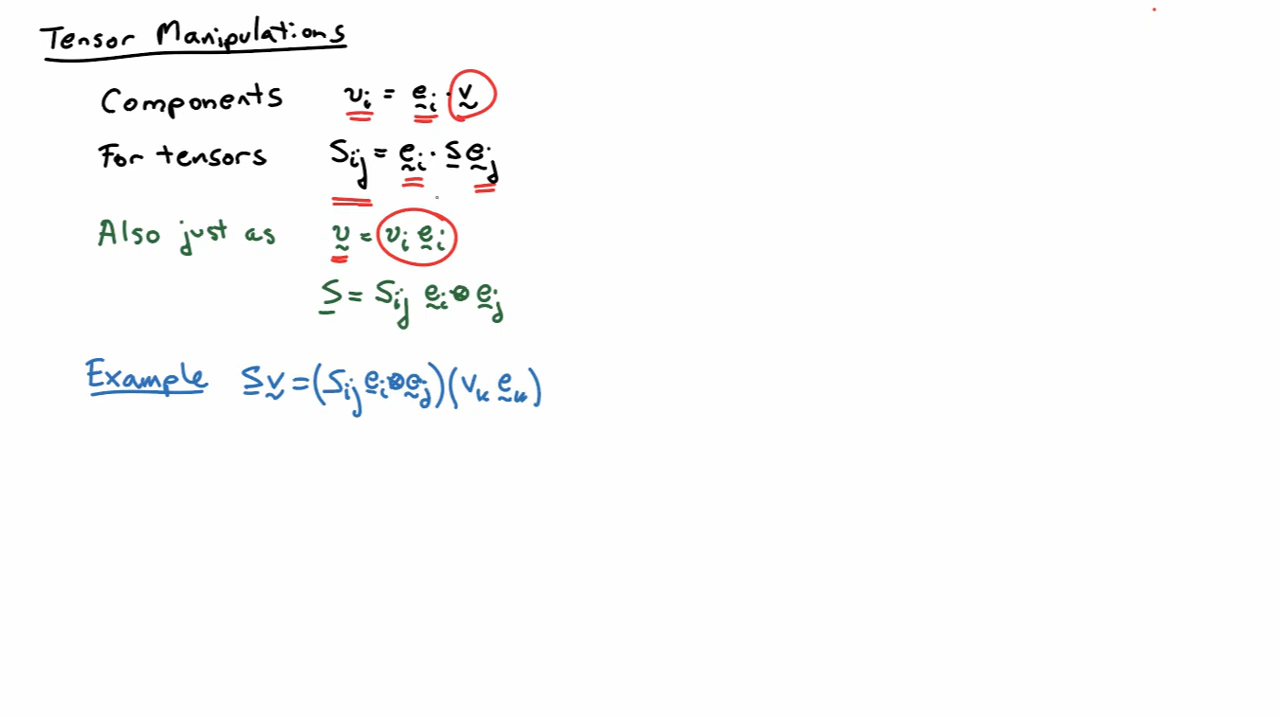 Tensor Manipulations
Components v_i = e_i · v
For tensors S_ij = e_i · S e_j
Also just as v = v_i e_i
S = S_ij e_i ⊗ e_j
Example S v = (S_ij e_i ⊗ e_j)(v_k e_k)